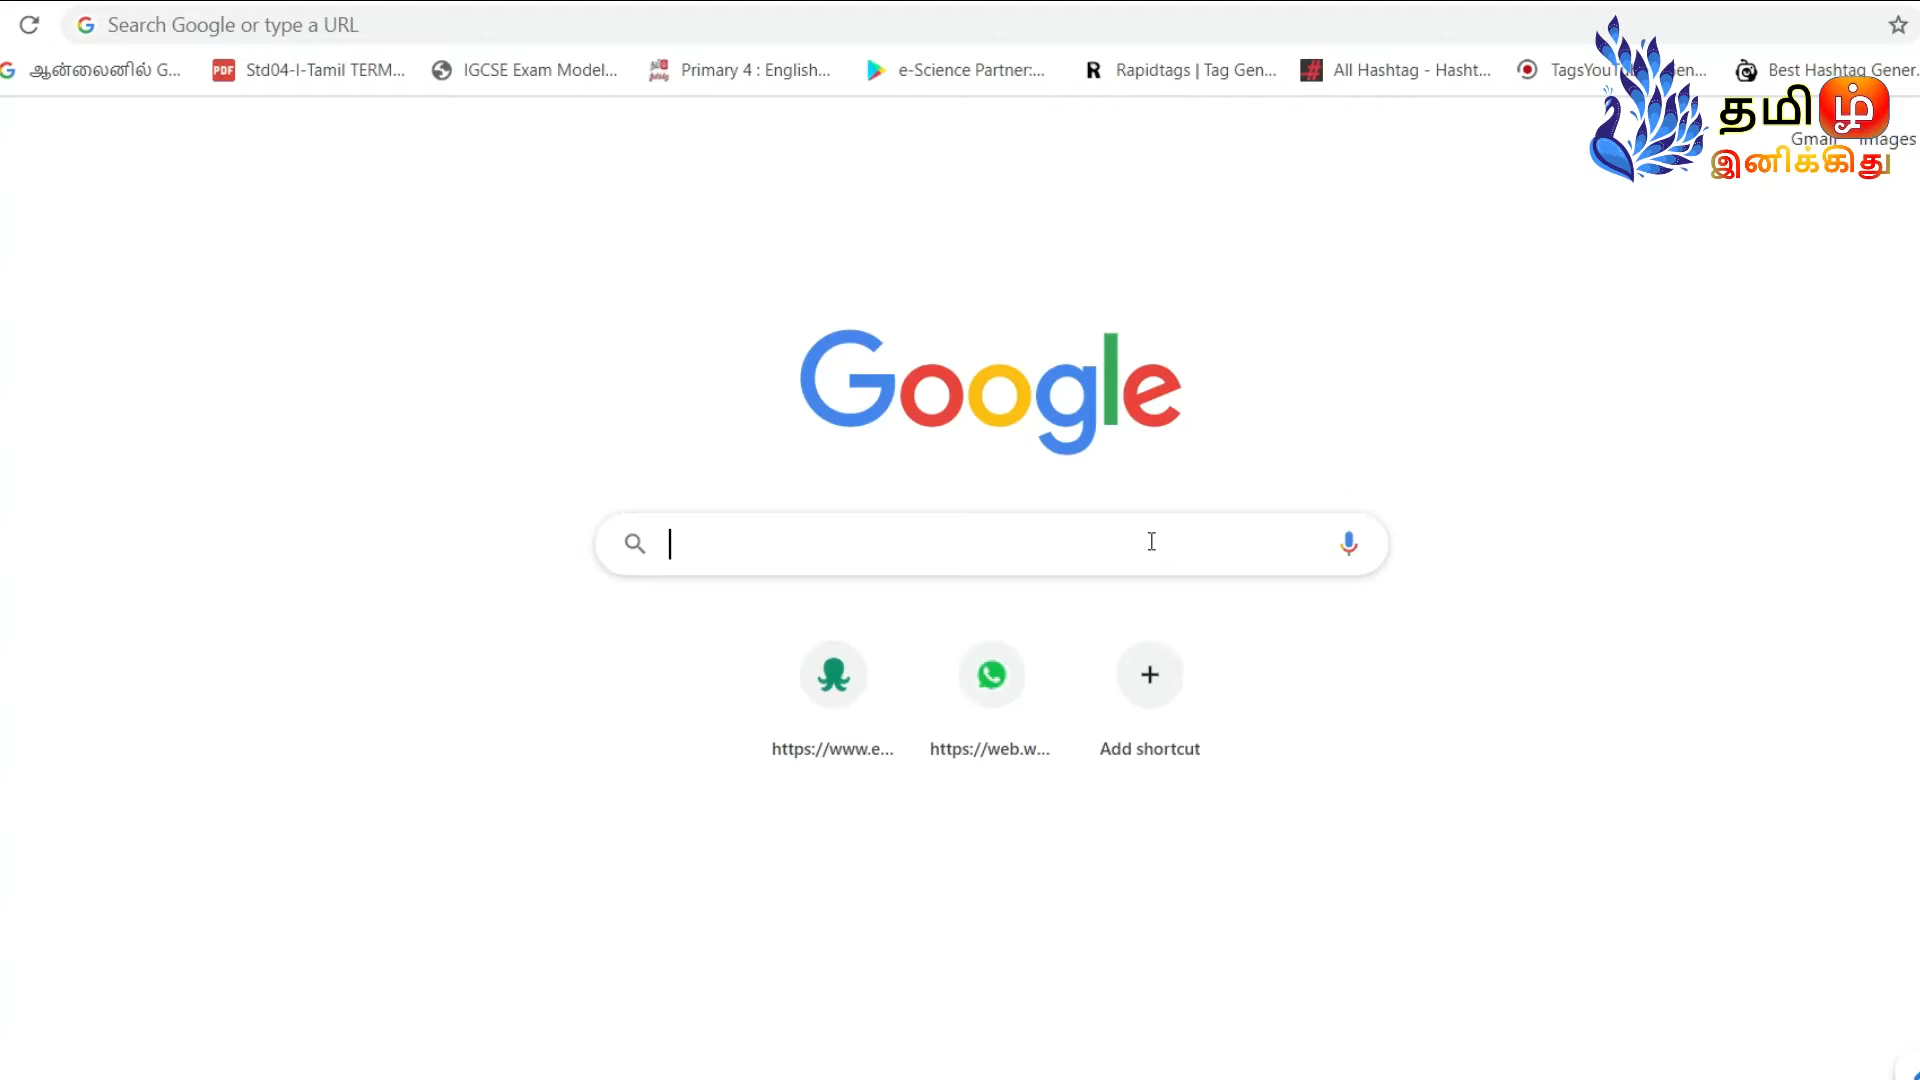 Search Google or type a URL
ஆன்லைனில் G...
Std04-I-Tamil TERM...
IGCSE Exam Model...
Primary 4 : English...
e-Science Partner:...
Rapidtags | Tag Gen...
All Hashtag - Hasht...
Best Hashtag Gener...
தமிழ்
இனிக்கிது
Gmail
Images
Google
https://www.e...
https://web.w...
Add shortcut